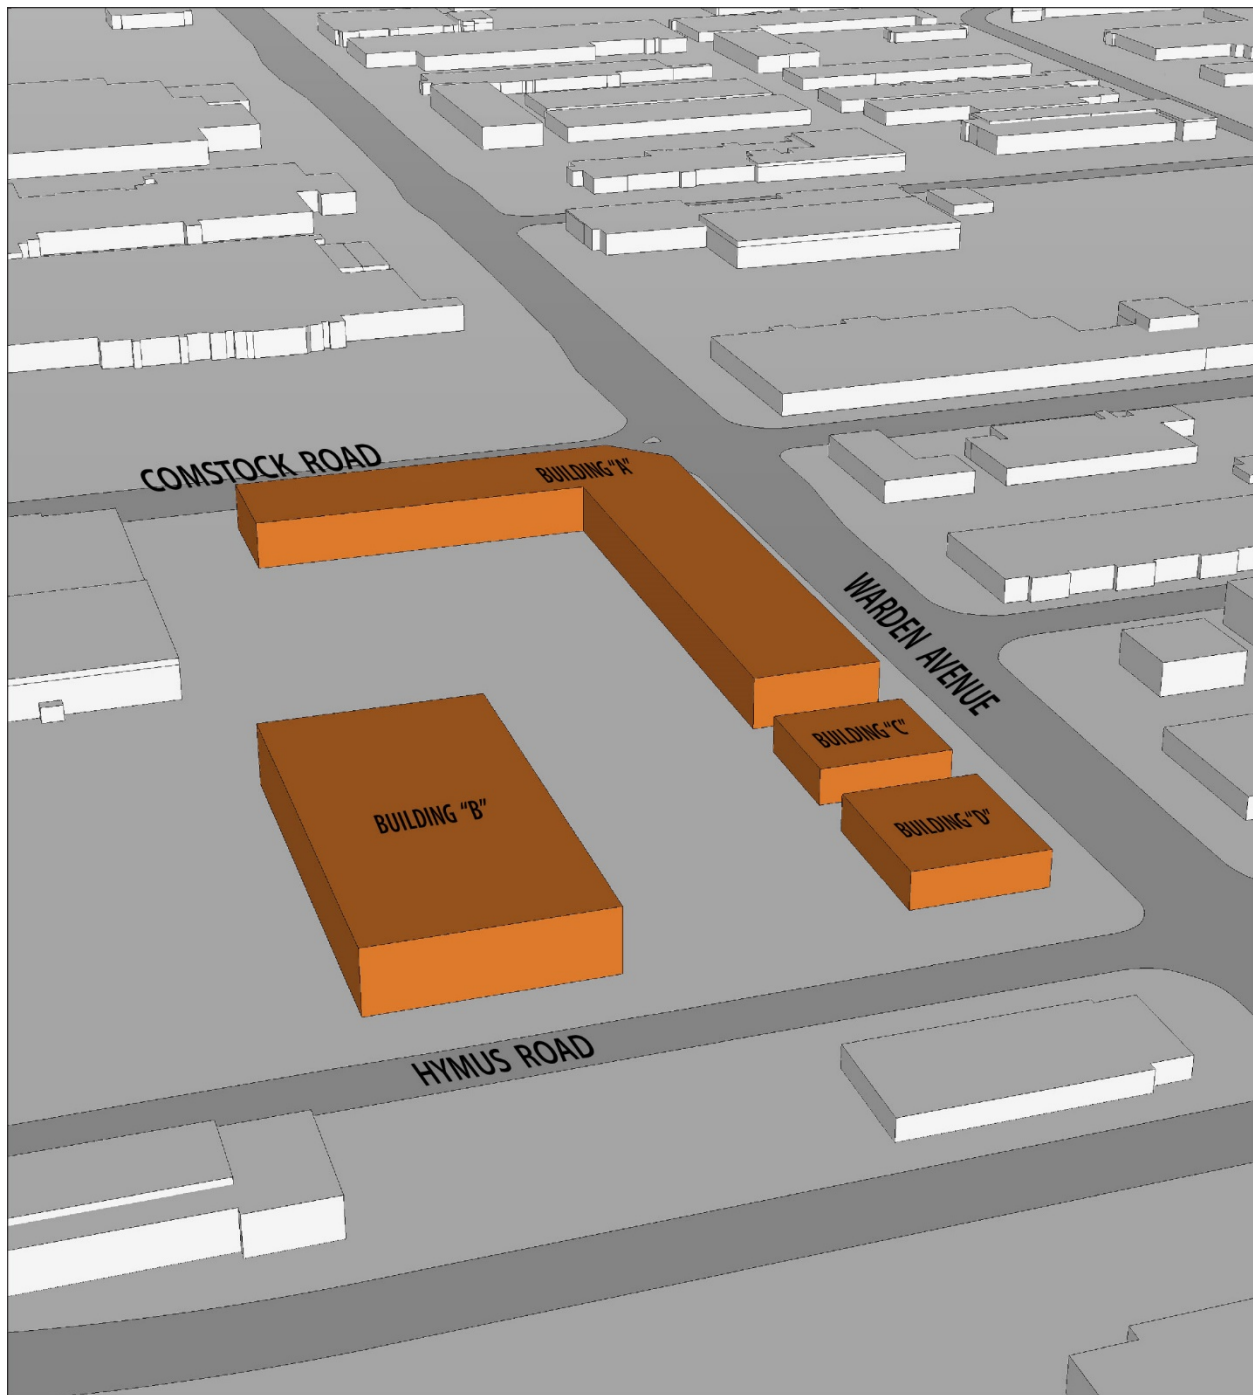 COMSTOCK ROAD
BUILDING "A"
WARDEN AVENUE
BUILDING "C"
BUILDING “B”
BUILDING "D"
HYMUS ROAD